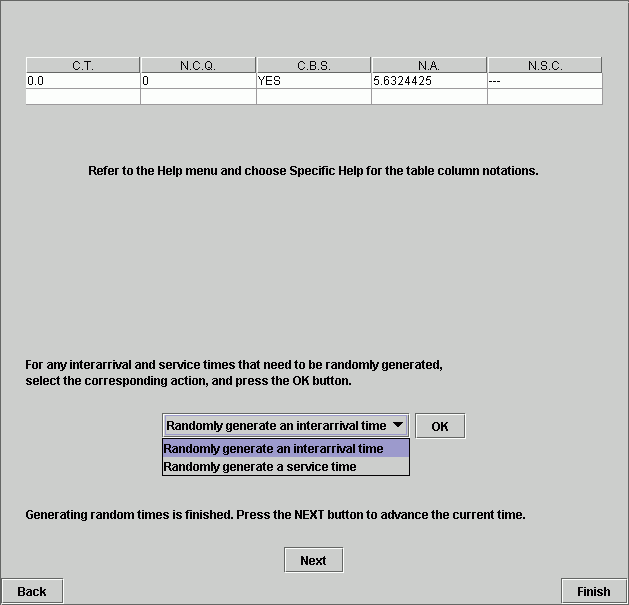 C.T. N.C.Q. C.B.S. N.A. N.S.C.
0.0 0 YES 5.6324425 ---
Refer to the Help menu and choose Specific Help for the table column notations.
For any interarrival and service times that need to be randomly generated,
select the corresponding action, and press the OK button.
Randomly generate an interarrival time OK
Randomly generate an interarrival time
Randomly generate a service time
Generating random times is finished. Press the NEXT button to advance the current time.
Next
Back Finish